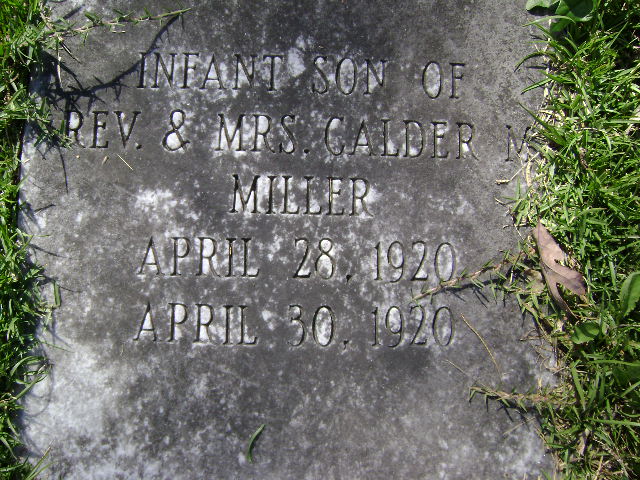 INFANT SON OF
REV. & MRS. CALDER M
MILLER
APRIL 28, 1920
APRIL 30, 1920